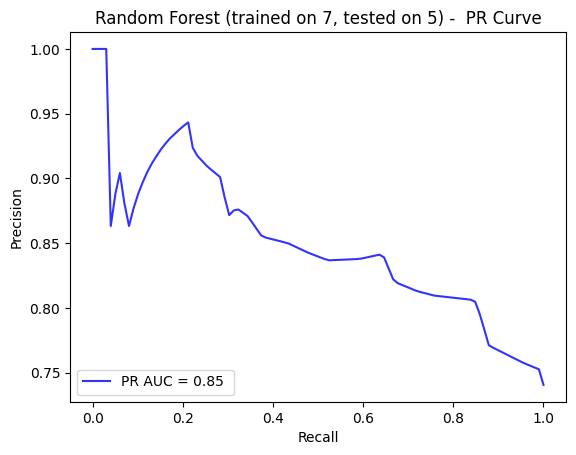 Random Forest (trained on 7, tested on 5) -  PR Curve
1.00
0.95
0.90
0.85
0.80
0.75
Precision
PR AUC = 0.85
0.0 0.2 0.4 0.6 0.8 1.0
Recall